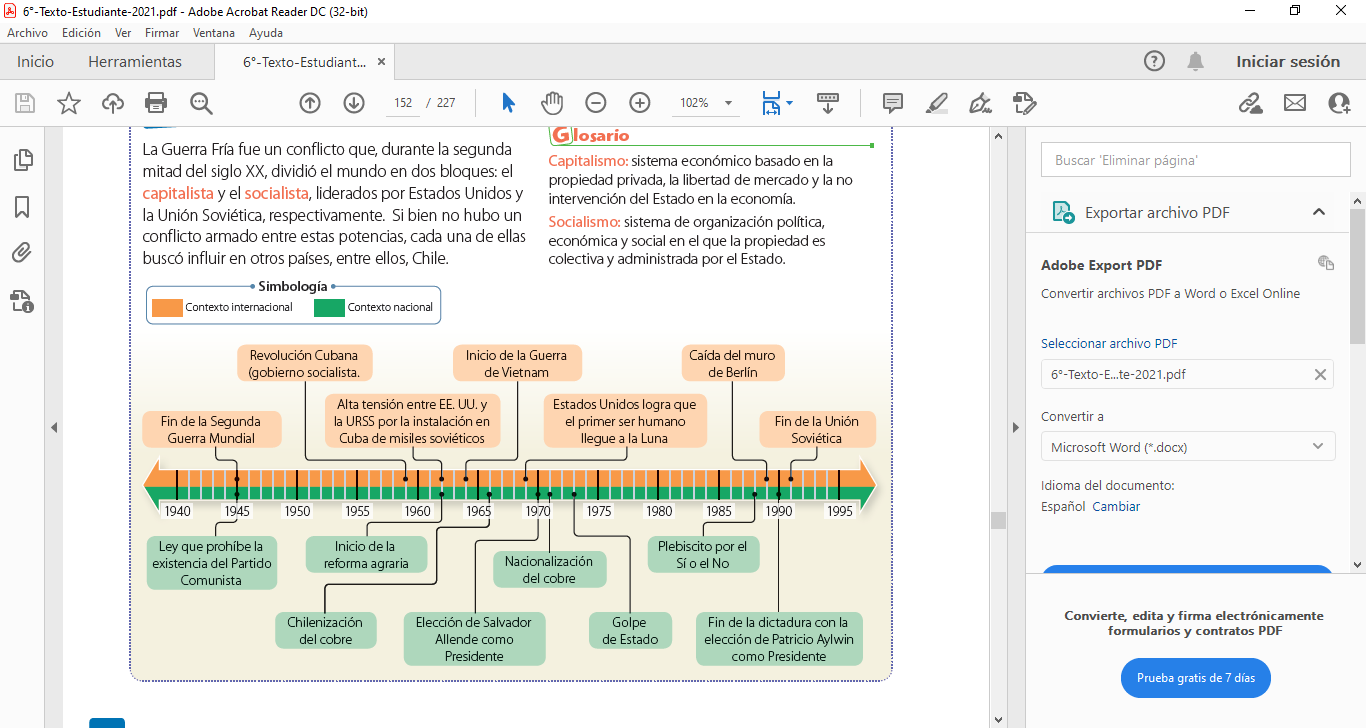 6°-Texto-Estudiante-2021.pdf - Adobe Acrobat Reader DC (32-bit)
Archivo Edición Ver Firmar Ventana Ayuda
Inicio Herramientas 6°-Texto-Estudiant... × Iniciar sesión
152 / 227 102%
La Guerra Fría fue un conflicto que, durante la segunda
mitad del siglo XX, dividió el mundo en dos bloques: el
capitalista y el socialista, liderados por Estados Unidos y
la Unión Soviética, respectivamente. Si bien no hubo un
conflicto armado entre estas potencias, cada una de ellas
buscó influir en otros países, entre ellos, Chile.
Glosario
Capitalismo: sistema económico basado en la
propiedad privada, la libertad de mercado y la no
intervención del Estado en la economía.
Socialismo: sistema de organización política,
económica y social en el que la propiedad es
colectiva y administrada por el Estado.
Simbología
Contexto internacional Contexto nacional
Revolución Cubana
(gobierno socialista.
Inicio de la Guerra
de Vietnam
Caída del muro
de Berlín
Fin de la Segunda
Guerra Mundial
Alta tensión entre EE. UU. y
la URSS por la instalación en
Cuba de misiles soviéticos
Estados Unidos logra que
el primer ser humano
llegue a la Luna
Fin de la Unión
Soviética
1940 1945 1950 1955 1960 1965 1970 1975 1980 1985 1990 1995
Ley que prohíbe la
existencia del Partido
Comunista
Inicio de la
reforma agraria
Nacionalización
del cobre
Plebiscito por el
Sí o el No
Chilenización
del cobre
Elección de Salvador
Allende como
Presidente
Golpe
de Estado
Fin de la dictadura con la
elección de Patricio Aylwin
como Presidente
Buscar 'Eliminar página'
Exportar archivo PDF
Adobe Export PDF
Convertir archivos PDF a Word o Excel Online
Seleccionar archivo PDF
6°-Texto-E...te-2021.pdf
Convertir a
Microsoft Word (*.docx)
Idioma del documento:
Español Cambiar
Convierte, edita y firma electrónicamente
formularios y contratos PDF
Prueba gratis de 7 días